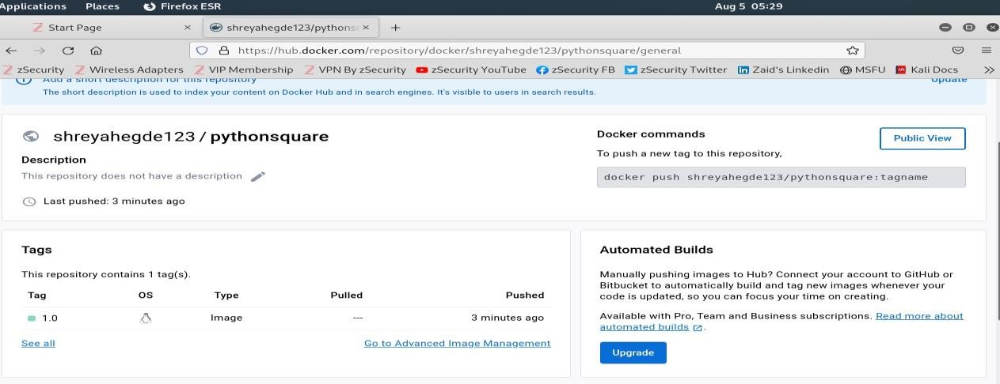 Applications Places Firefox ESR Aug 5 05:29
Start Page × shreyahegde123/pythons × +
https://hub.docker.com/repository/docker/shreyahegde123/pythonsquare/general
zSecurity Wireless Adapters VIP Membership VPN By zSecurity zSecurity YouTube zSecurity FB zSecurity Twitter Zaid's Linkedin MSFU Kali Docs
Add a short description for this repository Update
The short description is used to index your content on Docker Hub and in search engines. It's visible to users in search results.
shreyahegde123 / pythonsquare
Description
This repository does not have a description
Last pushed: 3 minutes ago
Docker commands
Public View
To push a new tag to this repository,
docker push shreyahegde123/pythonsquare:tagname
Tags
This repository contains 1 tag(s).
Tag OS Type Pulled Pushed
1.0 Image --- 3 minutes ago
See all Go to Advanced Image Management
Automated Builds
Manually pushing images to Hub? Connect your account to GitHub or
Bitbucket to automatically build and tag new images whenever your
code is updated, so you can focus your time on creating.
Available with Pro, Team and Business subscriptions. Read more about
automated builds .
Upgrade